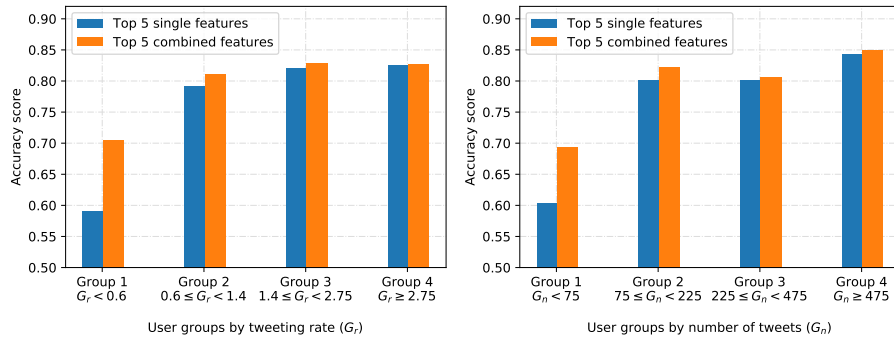 0.90
0.85
0.80
0.75
0.70
0.65
0.60
0.55
0.50
Accuracy score
Top 5 single features
Top 5 combined features
Group 1
G_r < 0.6
Group 2
0.6 ≤ G_r < 1.4
Group 3
1.4 ≤ G_r < 2.75
Group 4
G_r ≥ 2.75
User groups by tweeting rate (G_r)
0.90
0.85
0.80
0.75
0.70
0.65
0.60
0.55
0.50
Accuracy score
Top 5 single features
Top 5 combined features
Group 1
G_n < 75
Group 2
75 ≤ G_n < 225
Group 3
225 ≤ G_n < 475
Group 4
G_n ≥ 475
User groups by number of tweets (G_n)